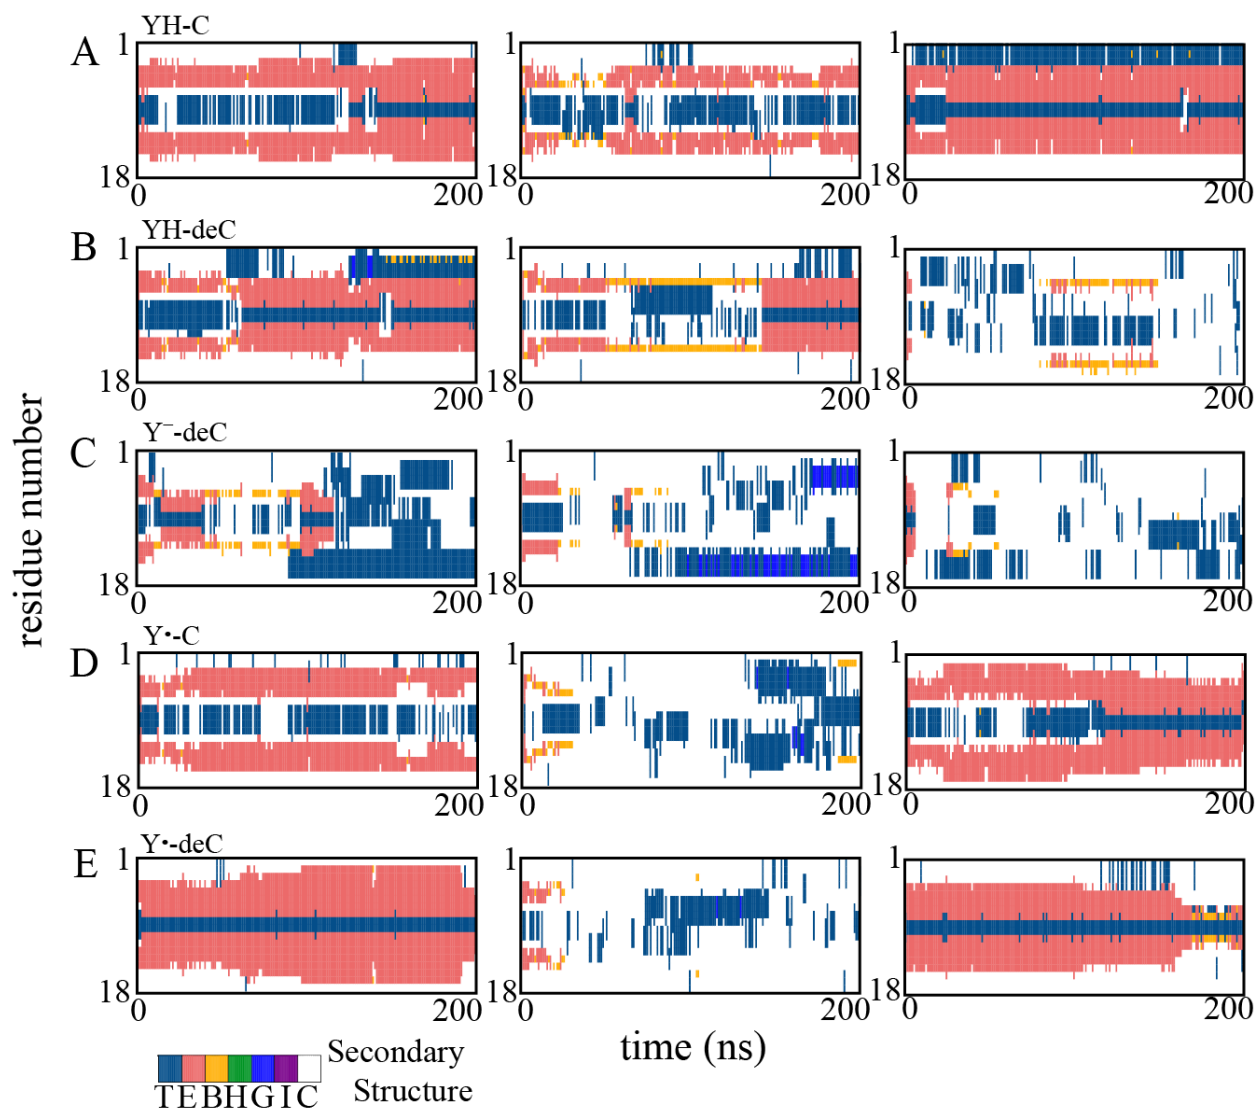 YH-C
A 1 1 1
18 18 18
0 200 0 200 0 200
YH-deC
B 1 1 1
18 18 18
0 200 0 200 0 200
Y⁻-deC
C 1 1 1
18 18 18
0 200 0 200 0 200
Y•-C
D 1 1 1
18 18 18
0 200 0 200 0 200
Y•-deC
E 1 1 1
18 18 18
0 200 0 200 0 200
residue number
time (ns)
Secondary
Structure
T E B H G I C